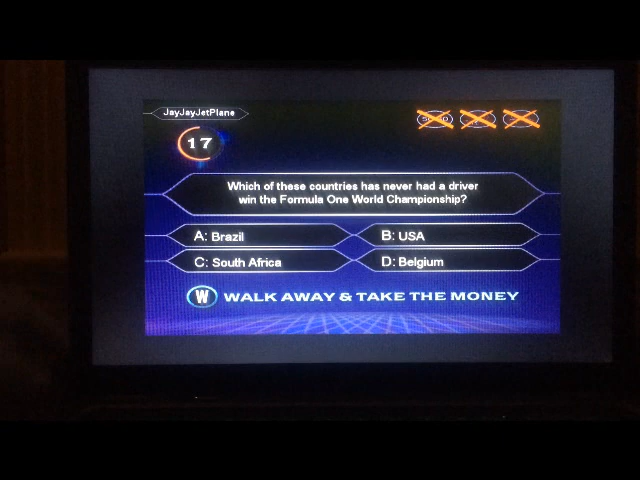 JayJayJetPlane
17
Which of these countries has never had a driver
win the Formula One World Championship?
A: Brazil
B: USA
C: South Africa
D: Belgium
W WALK AWAY & TAKE THE MONEY